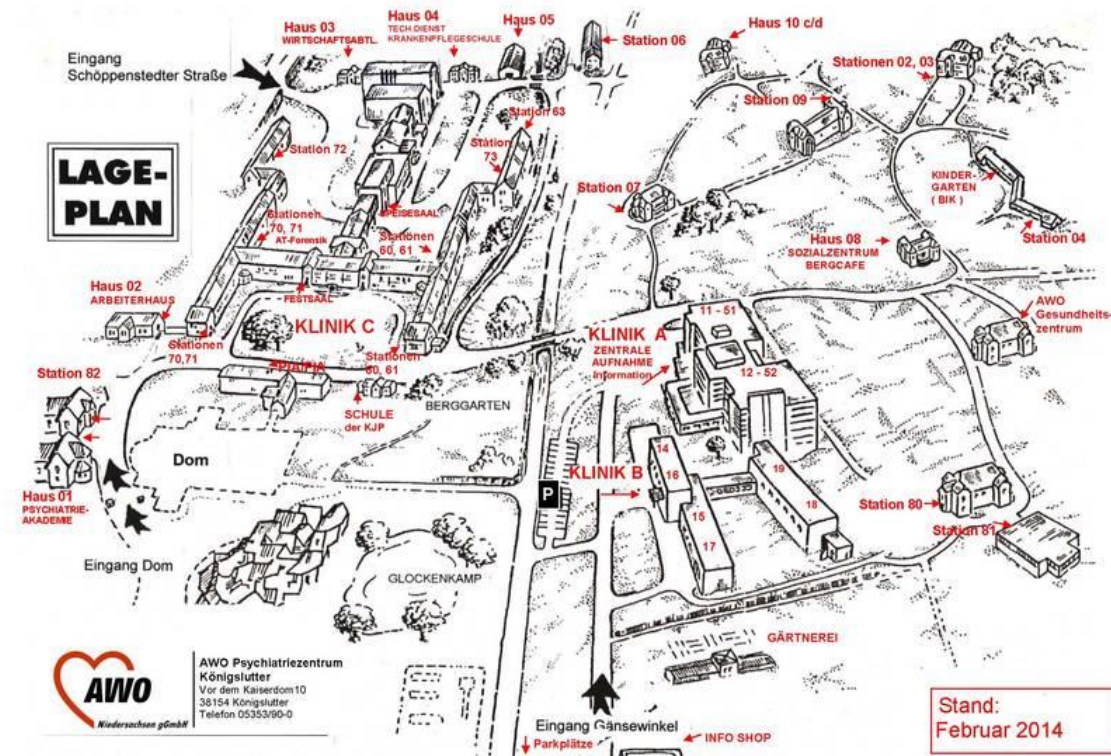 LAGE-
PLAN
Eingang
Schöppenstedter Straße
Haus 03
WIRTSCHAFTSABTL.
Haus 04
TECH.DIENST
KRANKENPFLEGESCHULE
Haus 05
Station 06
Haus 10 c/d
Stationen 02, 03
Station 09
Station 63
Station
73
Station 72
KINDER-
GARTEN
( BIK )
Station 04
Station 07
SPEISESAAL
Stationen
70, 71
AT-Forensik
Stationen
60, 61
Haus 08
SOZIALZENTRUM
BERGCAFE
Haus 02
ARBEITERHAUS
FESTSAAL
KLINIK C
Stationen
70,71
Stationen
60, 61
AWO
Gesundheits-
zentrum
KLINIK A
ZENTRALE
AUFNAHME
Information
11 - 51
12 - 52
Station 82
SCHULE
der KJP
BERGGARTEN
Dom
KLINIK B
14
16
15
17
19
18
P
Haus 01
PSYCHIATRIE-
AKADEMIE
Station 80
Station 81
Eingang Dom
GLOCKENKAMP
GÄRTNEREI
AWO
Niedersachsen gGmbH
AWO Psychiatriezentrum
Königslutter
Vor dem Kaiserdom10
38154 Königslutter
Telefon 05353/90-0
Eingang Gänsewinkel
Parkplätze
INFO SHOP
Stand:
Februar 2014